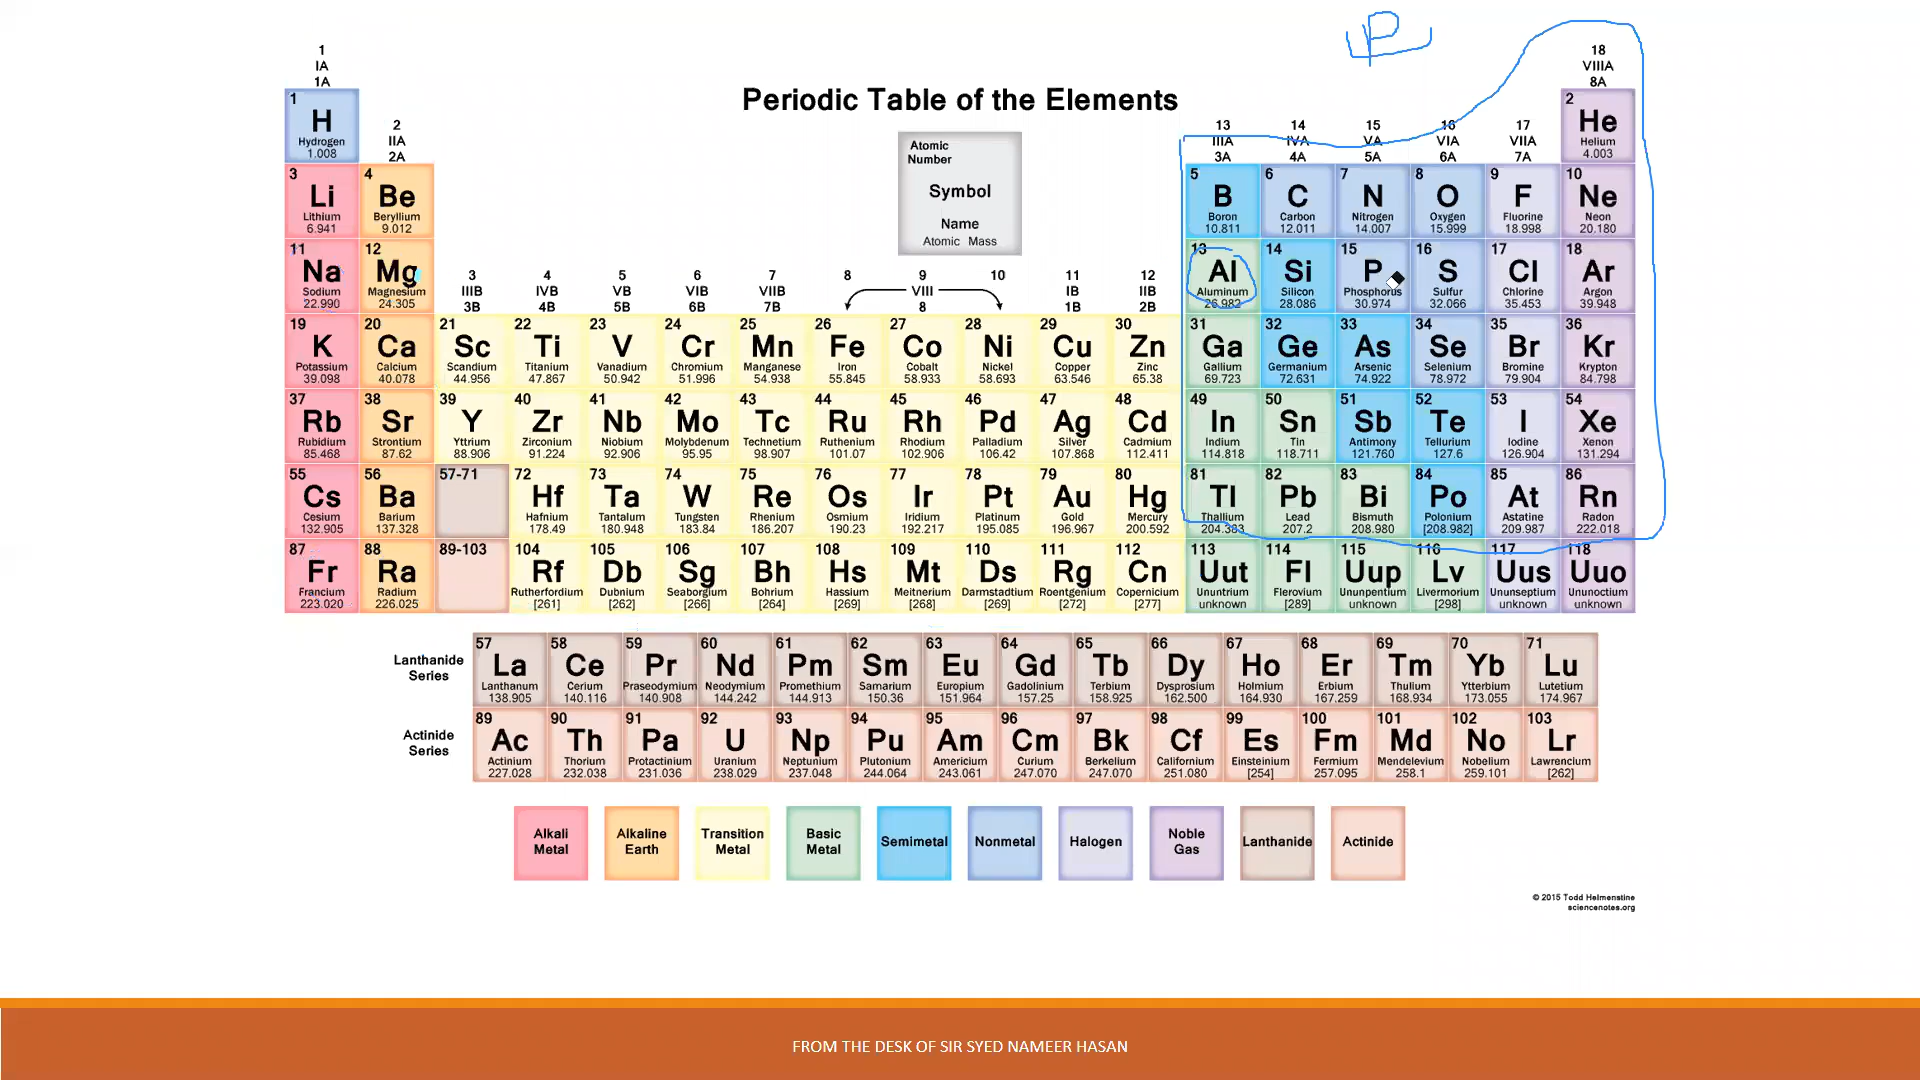 P
1
IA
1A
18
VIIIA
8A
Periodic Table of the Elements
1
H
Hydrogen
1.008
2
IIA
2A
Atomic
Number
Symbol
Name
Atomic Mass
13 14 15 16 17
IIIA IVA VA VIA VIIA
3A 4A 5A 6A 7A
2
He
Helium
4.003
3 4 5 6 7 8 9 10
Li Be B C N O F Ne
Lithium Beryllium Boron Carbon Nitrogen Oxygen Fluorine Neon
6.941 9.012 10.811 12.011 14.007 15.999 18.998 20.180
11 12 13 14 15 16 17 18
Na Mg Al Si P S Cl Ar
Sodium Magnesium Aluminum Silicon Phosphorus Sulfur Chlorine Argon
22.990 24.305 26.982 28.086 30.974 32.066 35.453 39.948
3 4 5 6 7 8 9 10 11 12
IIIB IVB VB VIB VIIB VIII IB IIB
3B 4B 5B 6B 7B 8 1B 2B
19 20 21 22 23 24 25 26 27 28 29 30 31 32 33 34 35 36
K Ca Sc Ti V Cr Mn Fe Co Ni Cu Zn Ga Ge As Se Br Kr
Potassium Calcium Scandium Titanium Vanadium Chromium Manganese Iron Cobalt Nickel Copper Zinc Gallium Germanium Arsenic Selenium Bromine Krypton
39.098 40.078 44.956 47.867 50.942 51.996 54.938 55.845 58.933 58.693 63.546 65.38 69.723 72.631 74.922 78.972 79.904 84.798
37 38 39 40 41 42 43 44 45 46 47 48 49 50 51 52 53 54
Rb Sr Y Zr Nb Mo Tc Ru Rh Pd Ag Cd In Sn Sb Te I Xe
Rubidium Strontium Yttrium Zirconium Niobium Molybdenum Technetium Ruthenium Rhodium Palladium Silver Cadmium Indium Tin Antimony Tellurium Iodine Xenon
85.468 87.62 88.906 91.224 92.906 95.95 98.907 101.07 102.906 106.42 107.868 112.411 114.818 118.711 121.760 127.6 126.904 131.294
55 56 57-71 72 73 74 75 76 77 78 79 80 81 82 83 84 85 86
Cs Ba Hf Ta W Re Os Ir Pt Au Hg Tl Pb Bi Po At Rn
Cesium Barium Hafnium Tantalum Tungsten Rhenium Osmium Iridium Platinum Gold Mercury Thallium Lead Bismuth Polonium Astatine Radon
132.905 137.328 178.49 180.948 183.84 186.207 190.23 192.217 195.085 196.967 200.592 204.383 207.2 208.980 [208.982] 209.987 222.018
87 88 89-103 104 105 106 107 108 109 110 111 112 113 114 115 116 117 118
Fr Ra Rf Db Sg Bh Hs Mt Ds Rg Cn Uut Fl Uup Lv Uus Uuo
Francium Radium Rutherfordium Dubnium Seaborgium Bohrium Hassium Meitnerium Darmstadtium Roentgenium Copernicium Ununtrium Flerovium Ununpentium Livermorium Ununseptium Ununoctium
223.020 226.025 [261] [262] [266] [264] [269] [268] [269] [272] [277] unknown [289] unknown [298] unknown unknown
Lanthanide
Series
57 58 59 60 61 62 63 64 65 66 67 68 69 70 71
La Ce Pr Nd Pm Sm Eu Gd Tb Dy Ho Er Tm Yb Lu
Lanthanum Cerium Praseodymium Neodymium Promethium Samarium Europium Gadolinium Terbium Dysprosium Holmium Erbium Thulium Ytterbium Lutetium
138.905 140.116 140.908 144.242 144.913 150.36 151.964 157.25 158.925 162.500 164.930 167.259 168.934 173.055 174.967
Actinide
Series
89 90 91 92 93 94 95 96 97 98 99 100 101 102 103
Ac Th Pa U Np Pu Am Cm Bk Cf Es Fm Md No Lr
Actinium Thorium Protactinium Uranium Neptunium Plutonium Americium Curium Berkelium Californium Einsteinium Fermium Mendelevium Nobelium Lawrencium
227.028 232.038 231.036 238.029 237.048 244.064 243.061 247.070 247.070 251.080 [254] 257.095 258.1 259.101 [262]
Alkali
Metal
Alkaline
Earth
Transition
Metal
Basic
Metal
Semimetal
Nonmetal
Halogen
Noble
Gas
Lanthanide
Actinide
© 2015 Todd Helmenstine
sciencenotes.org
FROM THE DESK OF SIR SYED NAMEER HASAN